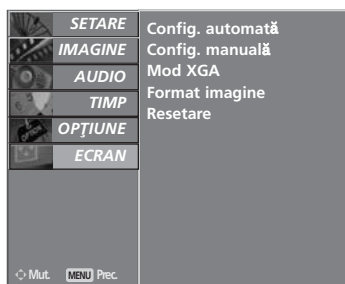 SETARE
IMAGINE
AUDIO
TIMP
OPŢIUNE
ECRAN
Config. automată
Config. manuală
Mod XGA
Format imagine
Resetare
Mut. MENU Prec.